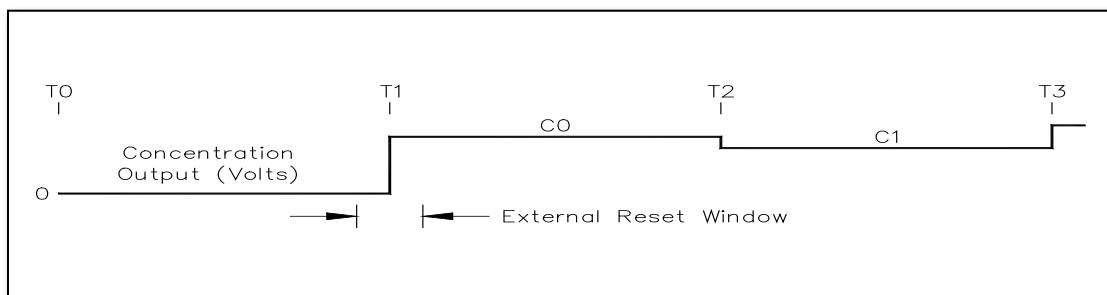 T0 T1 T2 T3
C0
C1
Concentration
Output (Volts)
0
External Reset Window